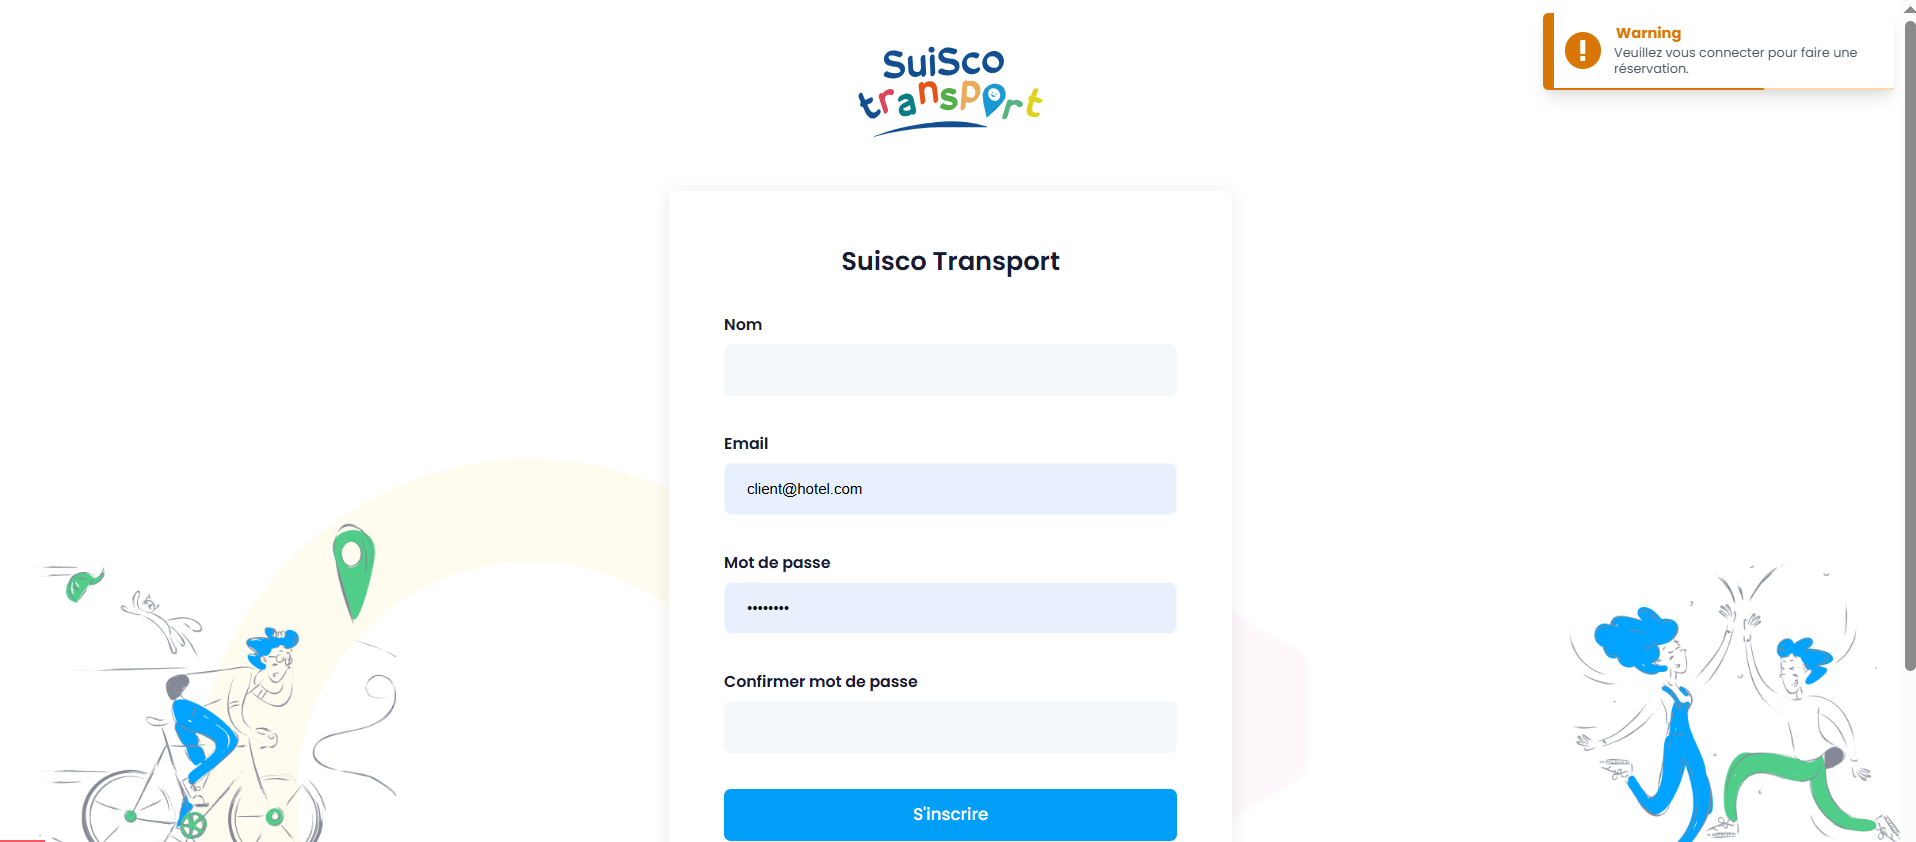 SuiSco
transport
Warning
Veuillez vous connecter pour faire une
réservation.
Suisco Transport
Nom
Email
client@hotel.com
Mot de passe
••••••••
Confirmer mot de passe
S'inscrire